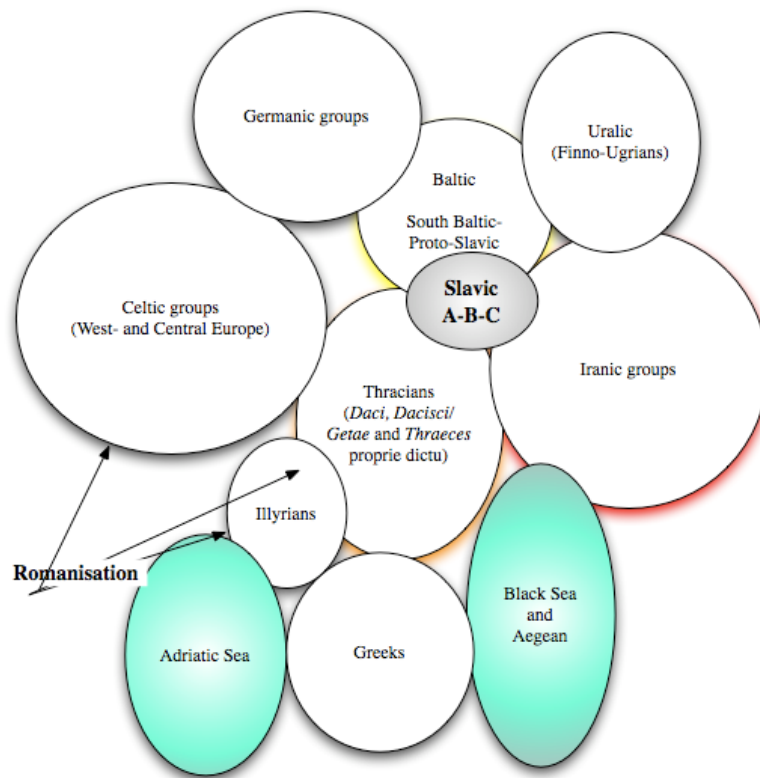 Germanic groups
Uralic
(Finno-Ugrians)
Baltic
South Baltic-
Proto-Slavic
Slavic
A-B-C
Celtic groups
(West- and Central Europe)
Iranic groups
Thracians
(Daci, Dacisci/
Getae and Thraeces
proprie dictu)
Illyrians
Romanisation
Black Sea
and
Aegean
Adriatic Sea
Greeks